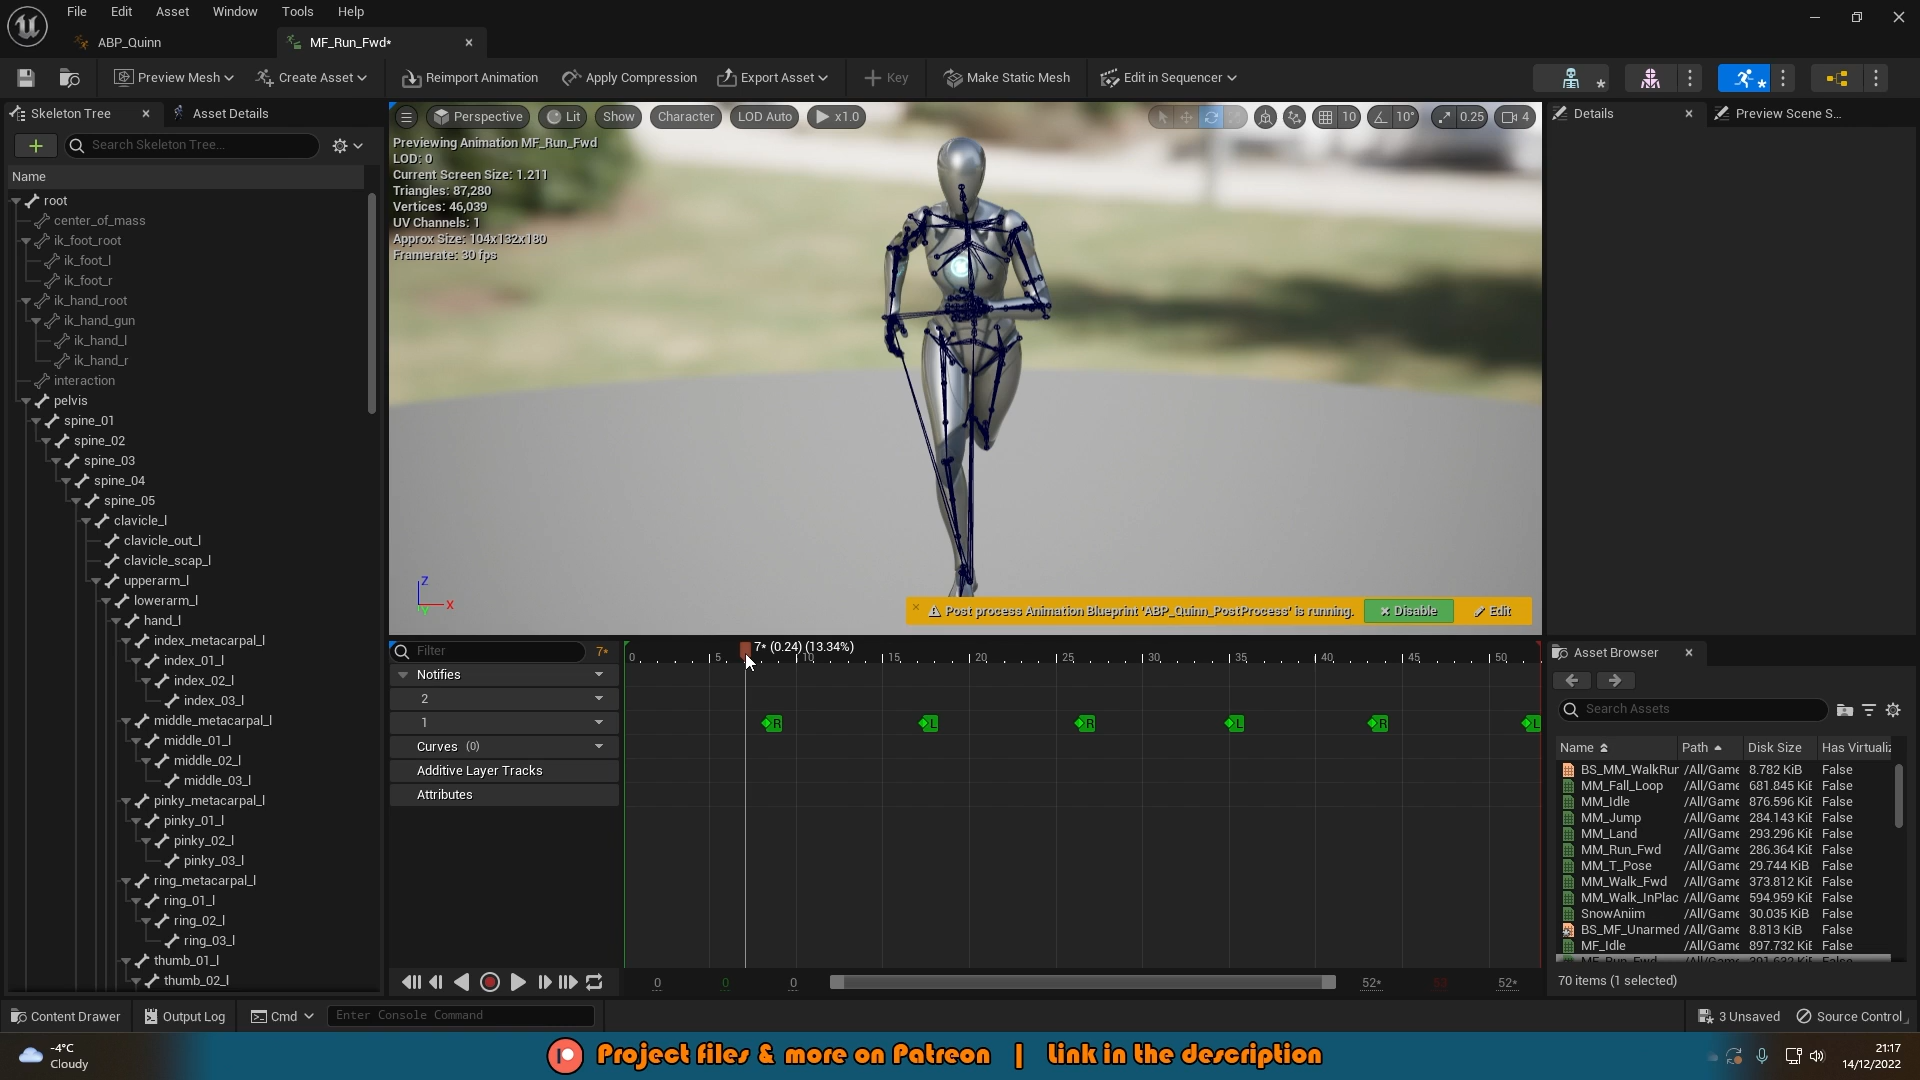 File Edit Asset Window Tools Help
ABP_Quinn MF_Run_Fwd*
Preview Mesh Create Asset Reimport Animation Apply Compression Export Asset Key Make Static Mesh Edit in Sequencer
Skeleton Tree Asset Details
Search Skeleton Tree...
Name
root
center_of_mass
ik_foot_root
ik_foot_l
ik_foot_r
ik_hand_root
ik_hand_gun
ik_hand_l
ik_hand_r
interaction
pelvis
spine_01
spine_02
spine_03
spine_04
spine_05
clavicle_l
clavicle_out_l
clavicle_scap_l
upperarm_l
lowerarm_l
hand_l
index_metacarpal_l
index_01_l
index_02_l
index_03_l
middle_metacarpal_l
middle_01_l
middle_02_l
middle_03_l
pinky_metacarpal_l
pinky_01_l
pinky_02_l
pinky_03_l
ring_metacarpal_l
ring_01_l
ring_02_l
ring_03_l
thumb_01_l
thumb_02_l
Perspective Lit Show Character LOD Auto x1.0 10 10° 0.25 4
Previewing Animation MF_Run_Fwd
LOD: 0
Current Screen Size: 1.211
Triangles: 87,280
Vertices: 46,039
UV Channels: 1
Approx Size: 104x132x180
Framerate: 30 fps
Z
X
Y
Post process Animation Blueprint 'ABP_Quinn_PostProcess' is running. Disable Edit
Filter 7*
7* (0.24) (13.34%)
0 5 10 15 20 25 30 35 40 45 50
Notifies
2
1
R L R L R L
Curves (0)
Additive Layer Tracks
Attributes
0 0 0 52* 53 52*
Details Preview Scene S...
Asset Browser
Search Assets
Name Path Disk Size Has Virtualiz
BS_MM_WalkRun /All/Game 8.782 KiB False
MM_Fall_Loop /All/Game 681.845 KiB False
MM_Idle /All/Game 876.596 KiB False
MM_Jump /All/Game 284.143 KiB False
MM_Land /All/Game 293.296 KiB False
MM_Run_Fwd /All/Game 286.364 KiB False
MM_T_Pose /All/Game 29.744 KiB False
MM_Walk_Fwd /All/Game 373.812 KiB False
MM_Walk_InPlac /All/Game 594.959 KiB False
SnowAniim /All/Game 30.035 KiB False
BS_MF_Unarmed /All/Game 8.813 KiB False
MF_Idle /All/Game 897.732 KiB False
70 items (1 selected)
Content Drawer Output Log Cmd Enter Console Command 3 Unsaved Source Control
-4°C
Cloudy
Project files & more on Patreon | Link in the description
21:17
14/12/2022